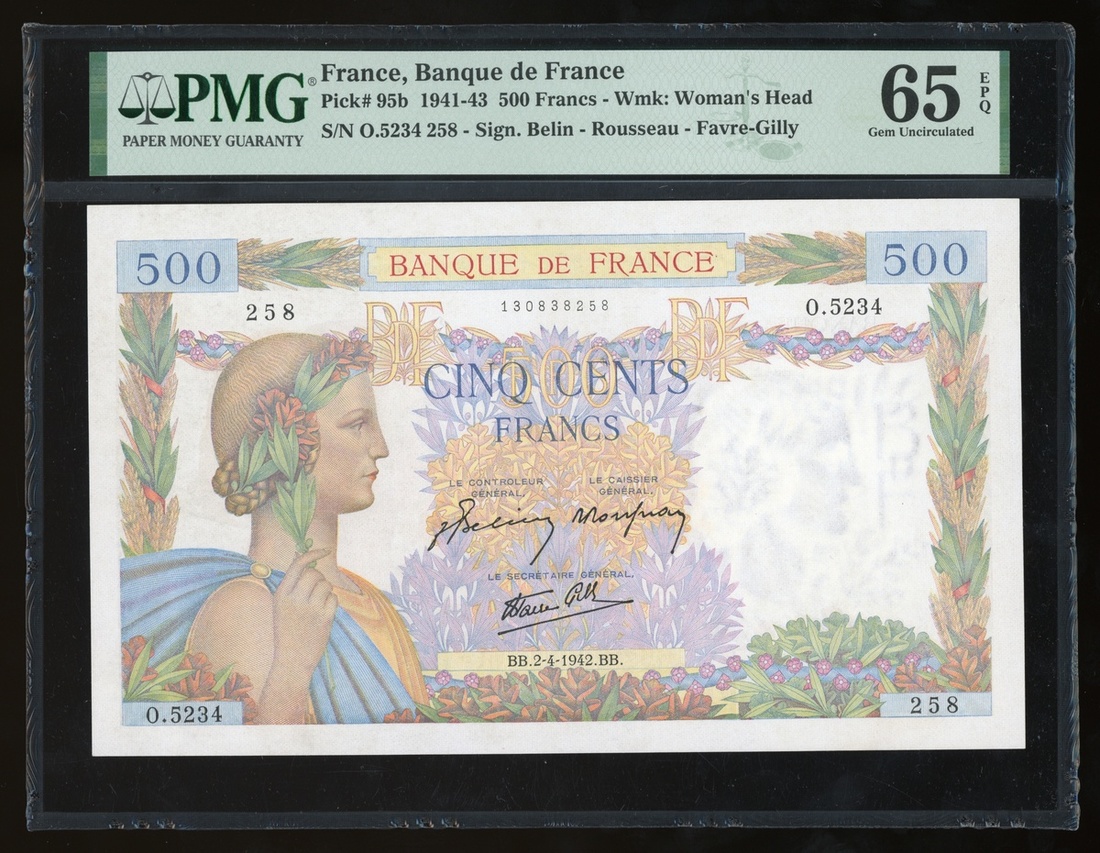 PMG®
PAPER MONEY GUARANTY
France, Banque de France
Pick# 95b 1941-43 500 Francs - Wmk: Woman's Head
S/N O.5234 258 - Sign. Belin - Rousseau - Favre-Gilly
65 EPQ
Gem Uncirculated
500 BANQUE DE FRANCE 500
258 130838258 O.5234
BDF BDF
500
CINQ CENTS
FRANCS
LE CONTROLEUR GÉNÉRAL,
LE CAISSIER GÉNÉRAL,
LE SECRÉTAIRE GÉNÉRAL,
BB.2-4-1942.BB.
O.5234 258